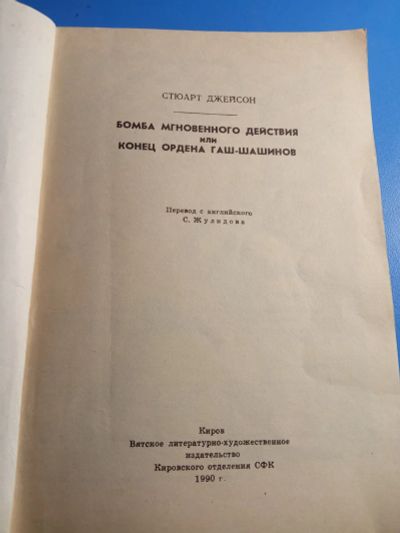 СТЮАРТ ДЖЕЙСОН
БОМБА МГНОВЕННОГО ДЕЙСТВИЯ
или
КОНЕЦ ОРДЕНА ГАШ-ШАШИНОВ
Перевод с английского
С. Жулидова
Киров
Вятское литературно-художественное
издательство
Кировского отделения СФК
1990 г.